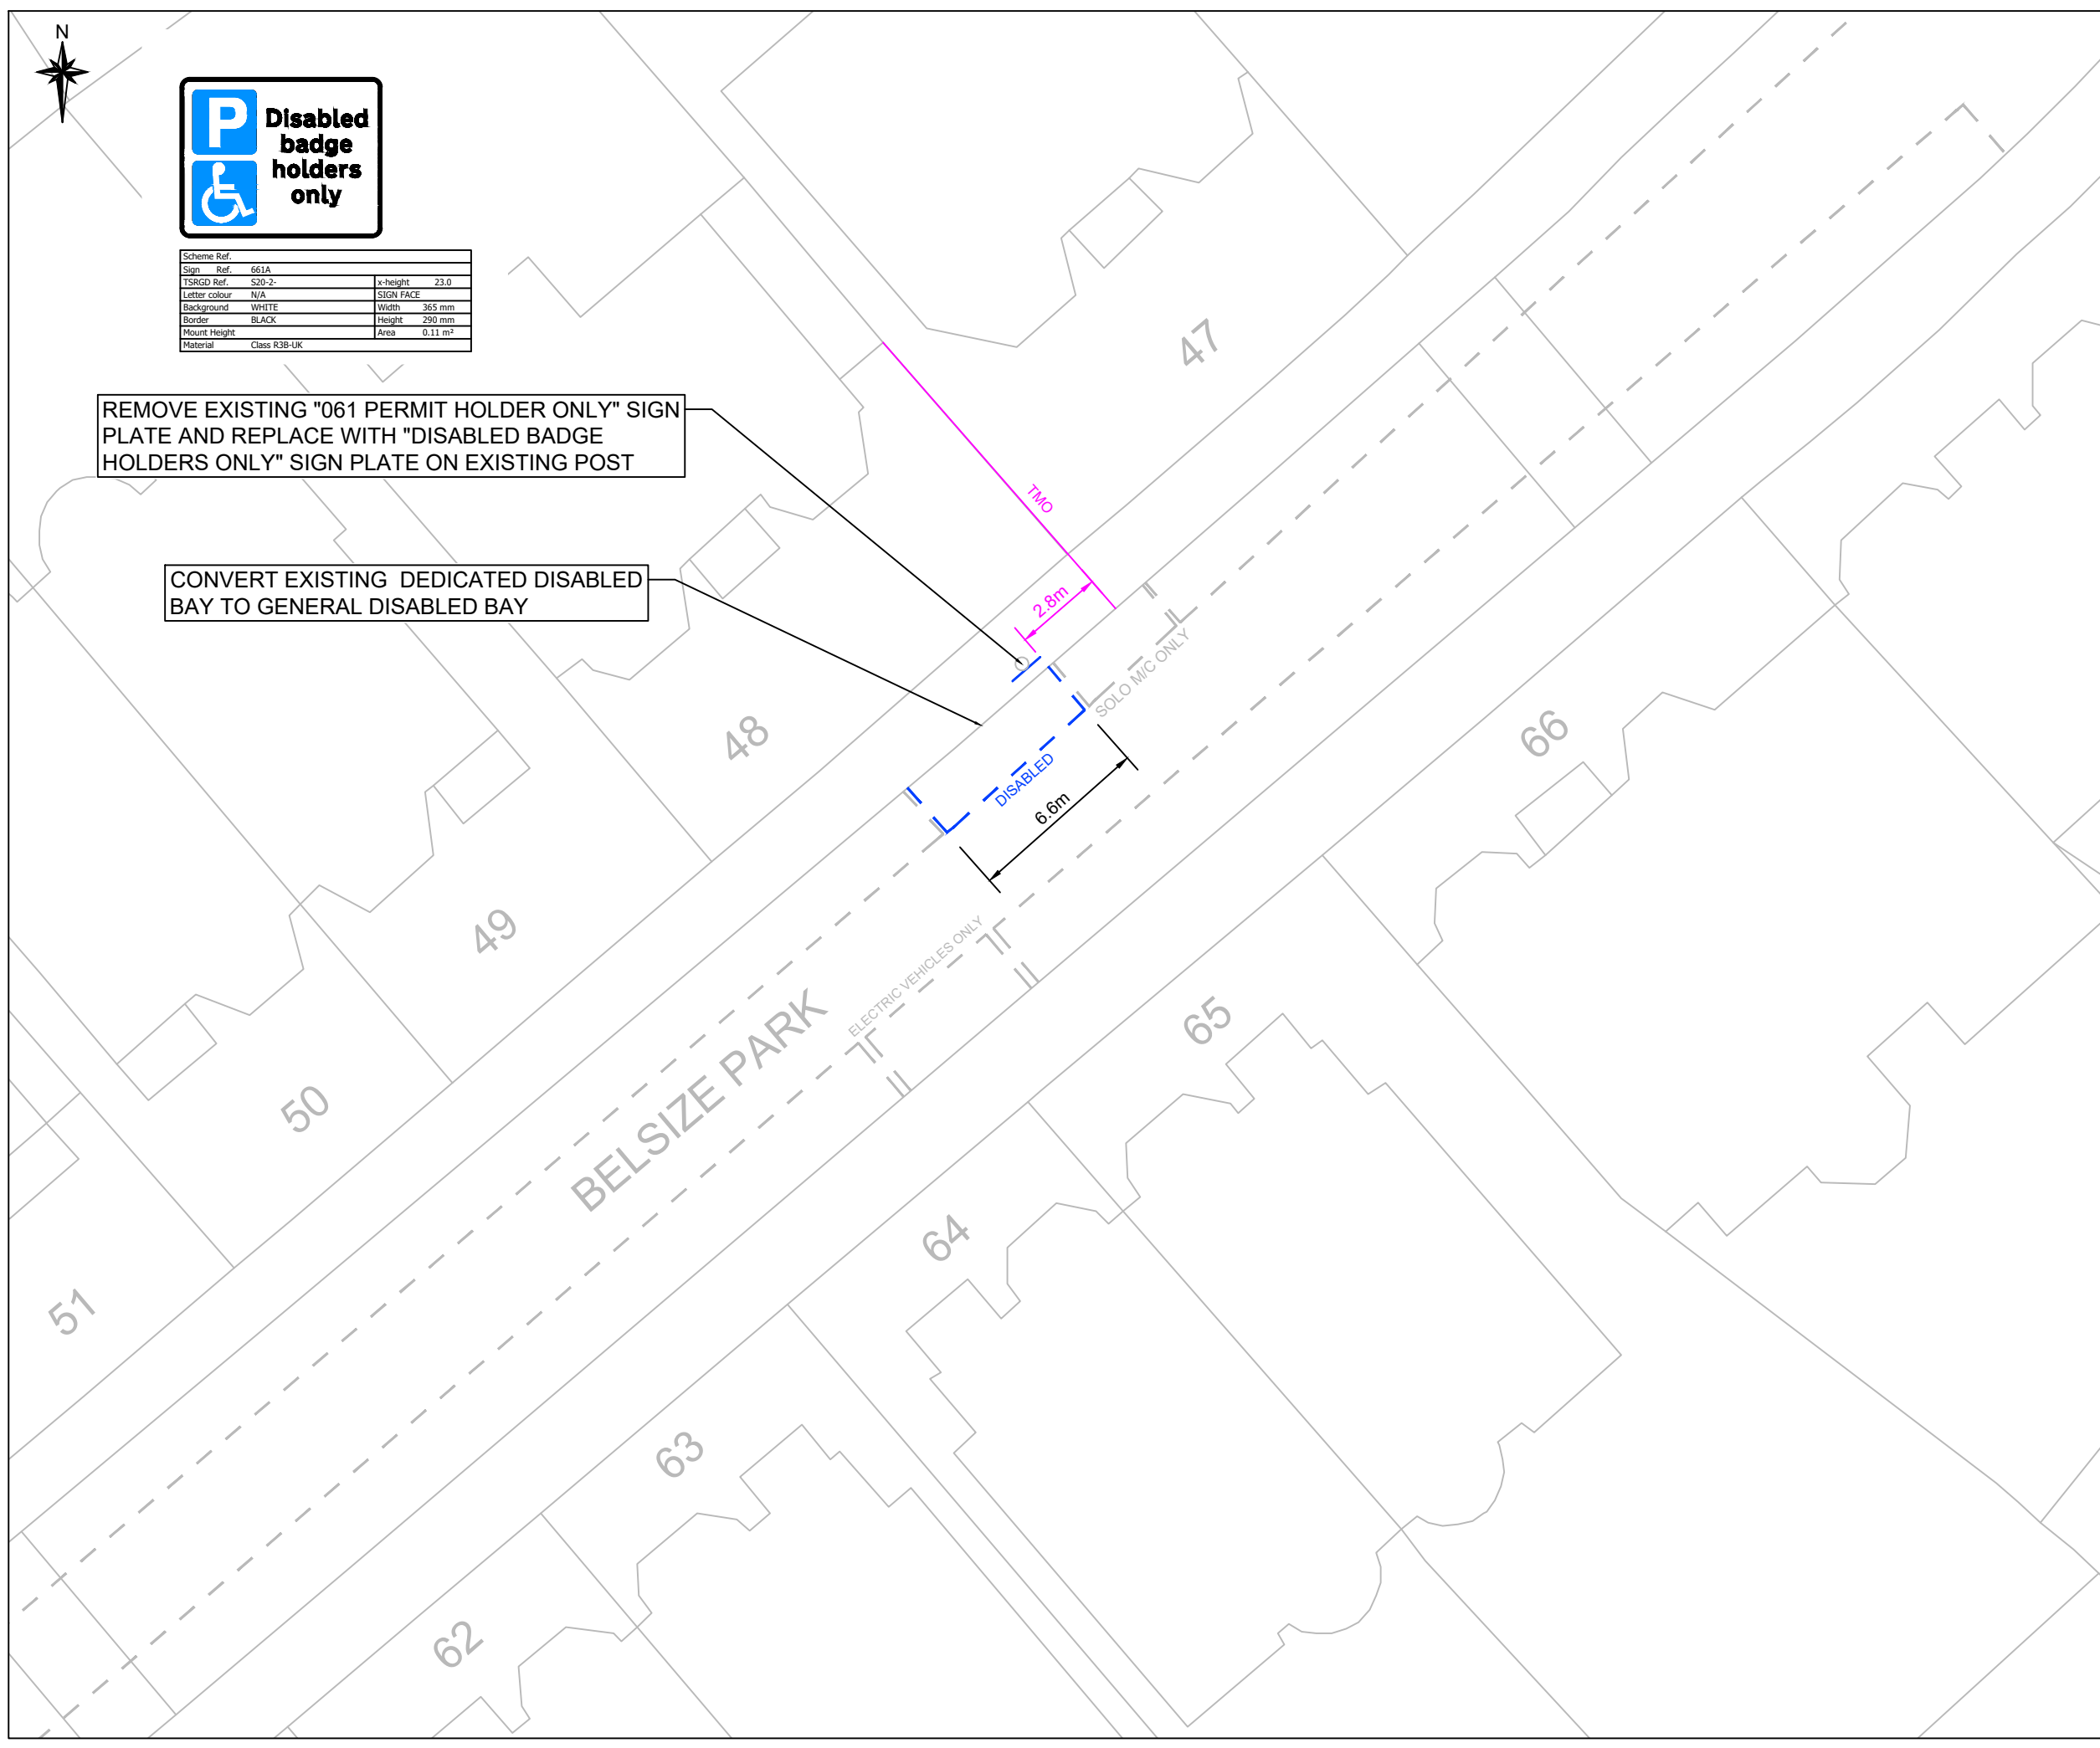 N
P Disabled
badge
holders
only
Scheme Ref.
Sign Ref. 661A
TSRGD Ref. S20-2- x-height 23.0
Letter colour N/A SIGN FACE
Background WHITE Width 365 mm
Border BLACK Height 290 mm
Mount Height Area 0.11 m²
Material Class R3B-UK
REMOVE EXISTING "061 PERMIT HOLDER ONLY" SIGN
PLATE AND REPLACE WITH "DISABLED BADGE
HOLDERS ONLY" SIGN PLATE ON EXISTING POST
CONVERT EXISTING DEDICATED DISABLED
BAY TO GENERAL DISABLED BAY
47
TMO
2.8m
SOLO M/C ONLY
48
DISABLED
6.6m
66
49
ELECTRIC VEHICLES ONLY
BELSIZE PARK
65
50
64
51
63
62